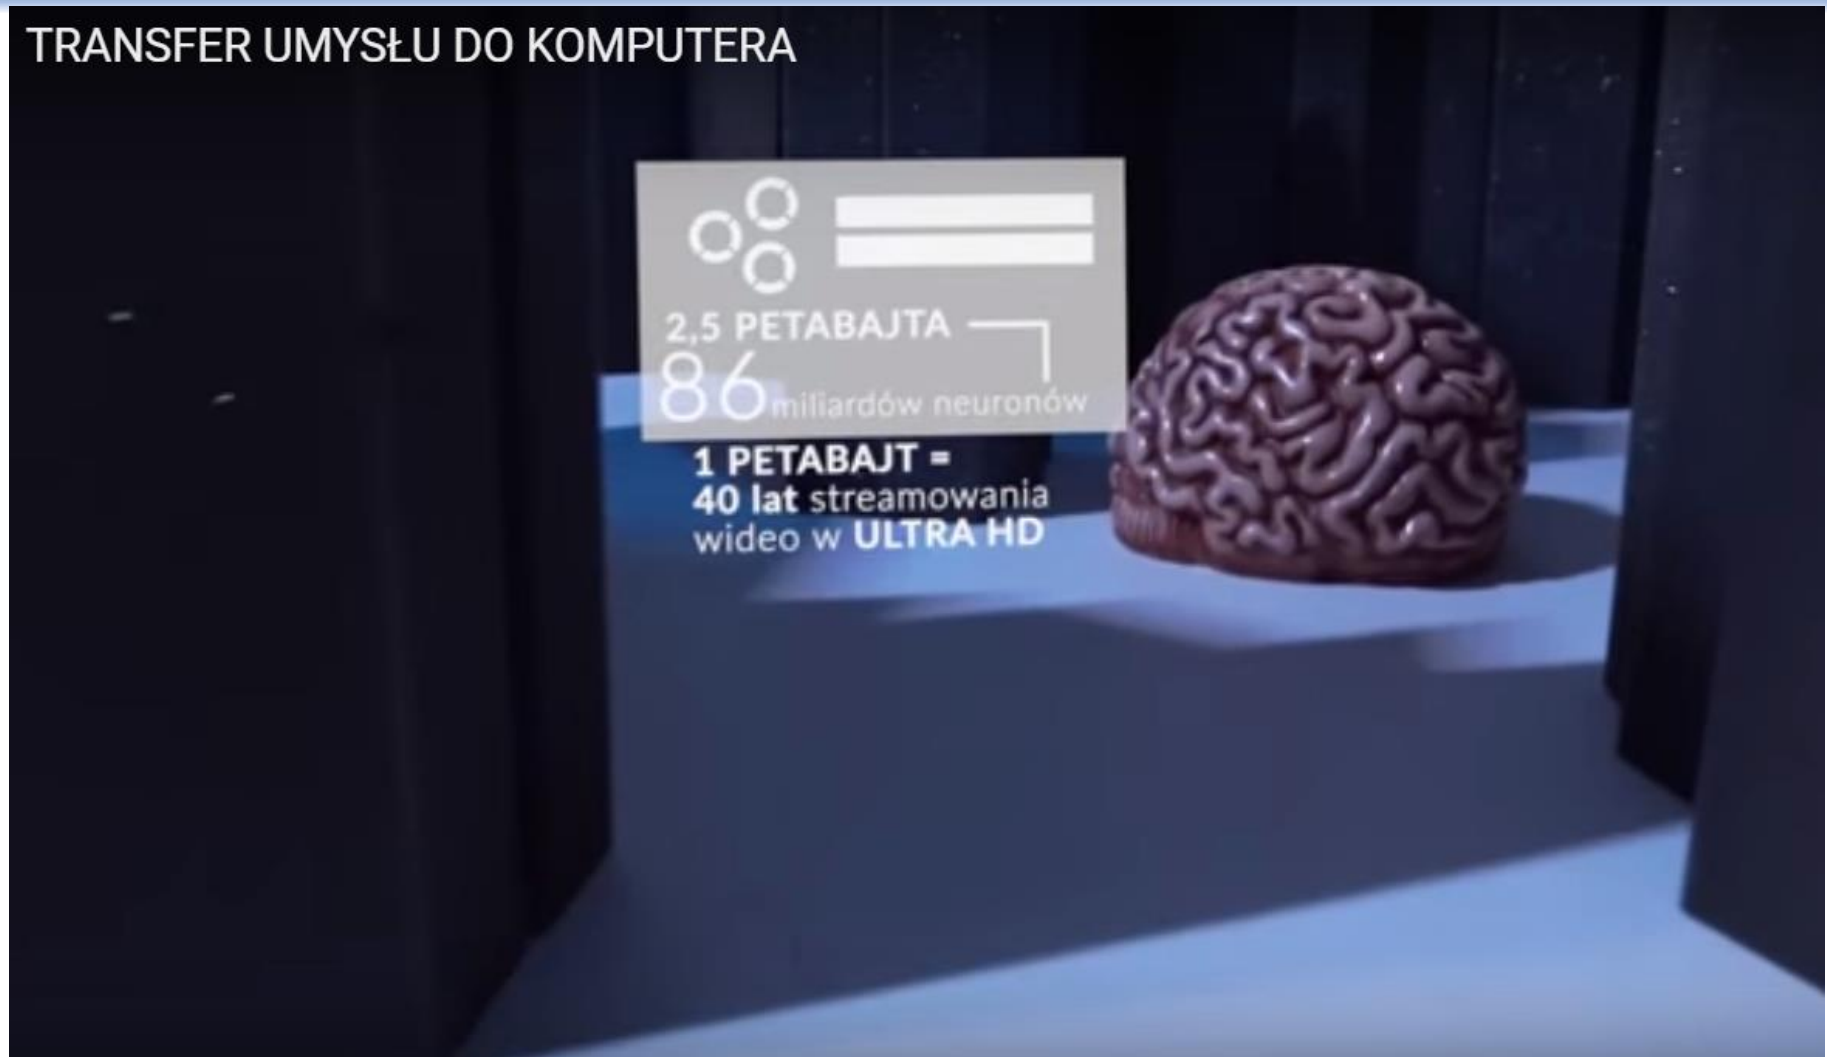 TRANSFER UMYSŁU DO KOMPUTERA
2,5 PETABAJTA
86 miliardów neuronów
1 PETABAJT =
40 lat streamowania
wideo w ULTRA HD